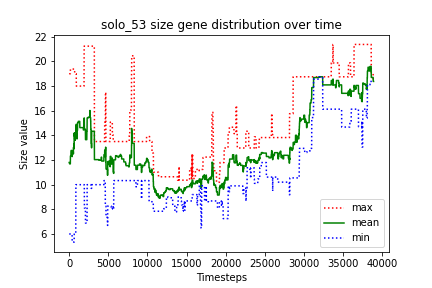 solo_53 size gene distribution over time
22
20
18
16
14
12
10
8
6
Size value
max
mean
min
0 5000 10000 15000 20000 25000 30000 35000 40000
Timesteps